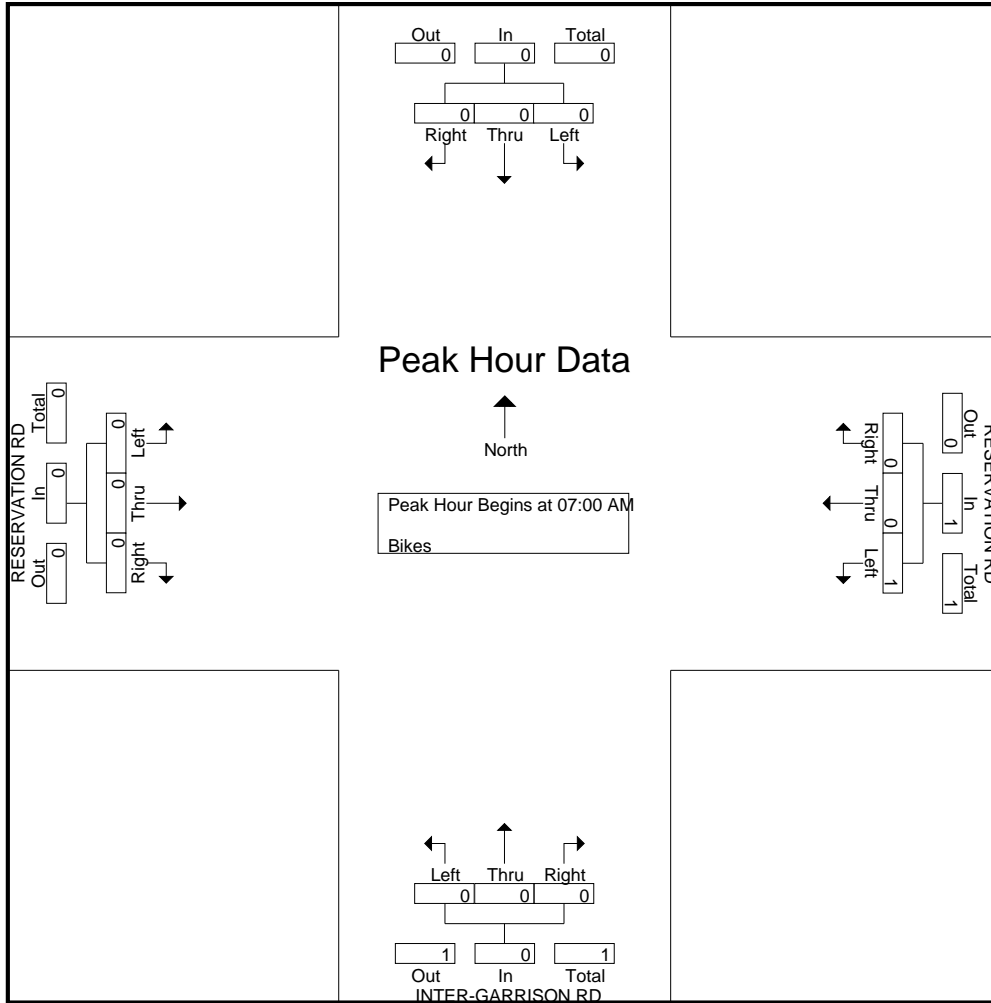 Out In Total
0 0 0
0 0 0
Right Thru Left
Peak Hour Data
North
Peak Hour Begins at 07:00 AM
Bikes
RESERVATION RD
Total In Out
0 0 0
0 0 0
Left Thru Right
RESERVATION RD
Out In Total
0 1 1
0 0 1
Right Thru Left
Left Thru Right
0 0 0
1 0 1
Out In Total
INTER-GARRISON RD